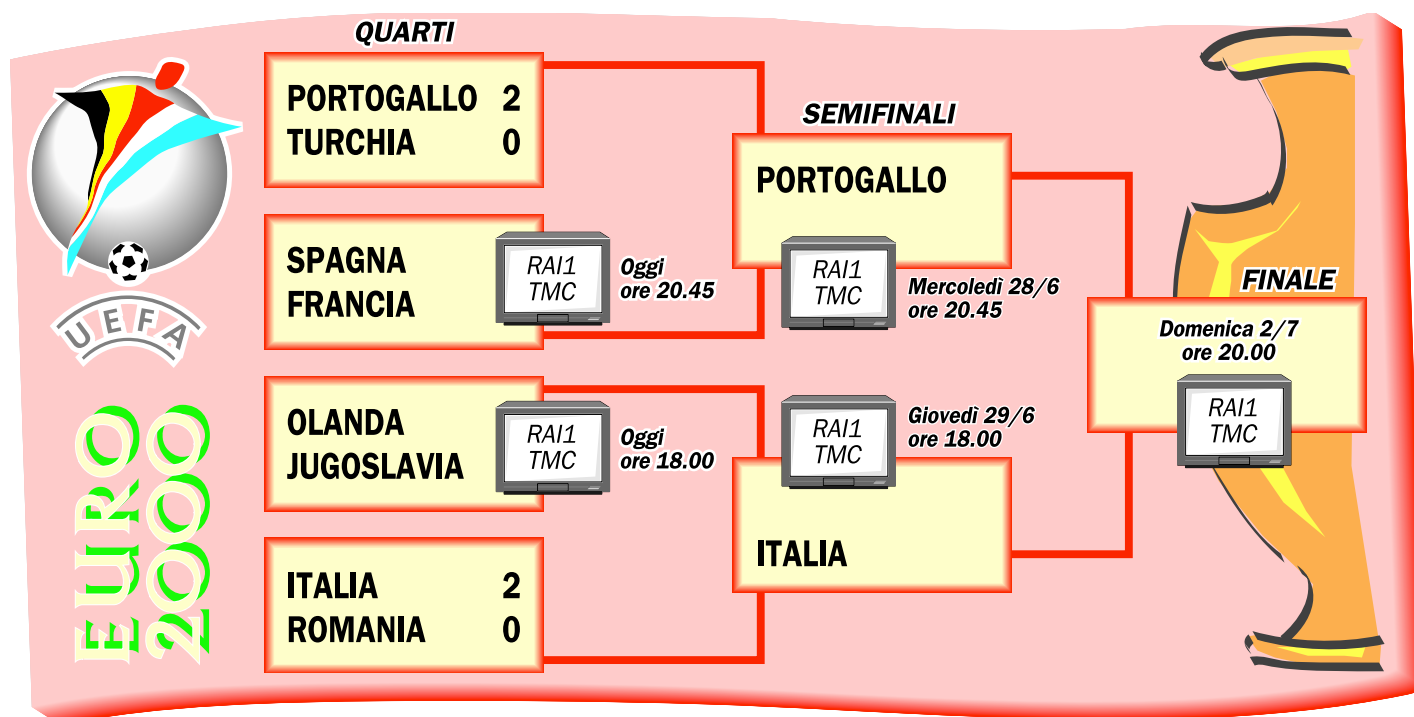 QUARTI
PORTOGALLO 2
TURCHIA 0
SPAGNA
FRANCIA
RAI1
TMC
Oggi
ore 20.45
OLANDA
JUGOSLAVIA
RAI1
TMC
Oggi
ore 18.00
ITALIA 2
ROMANIA 0
SEMIFINALI
PORTOGALLO
RAI1
TMC
Mercoledì 28/6
ore 20.45
RAI1
TMC
Giovedì 29/6
ore 18.00
ITALIA
FINALE
Domenica 2/7
ore 20.00
RAI1
TMC
UEFA
EURO
2000